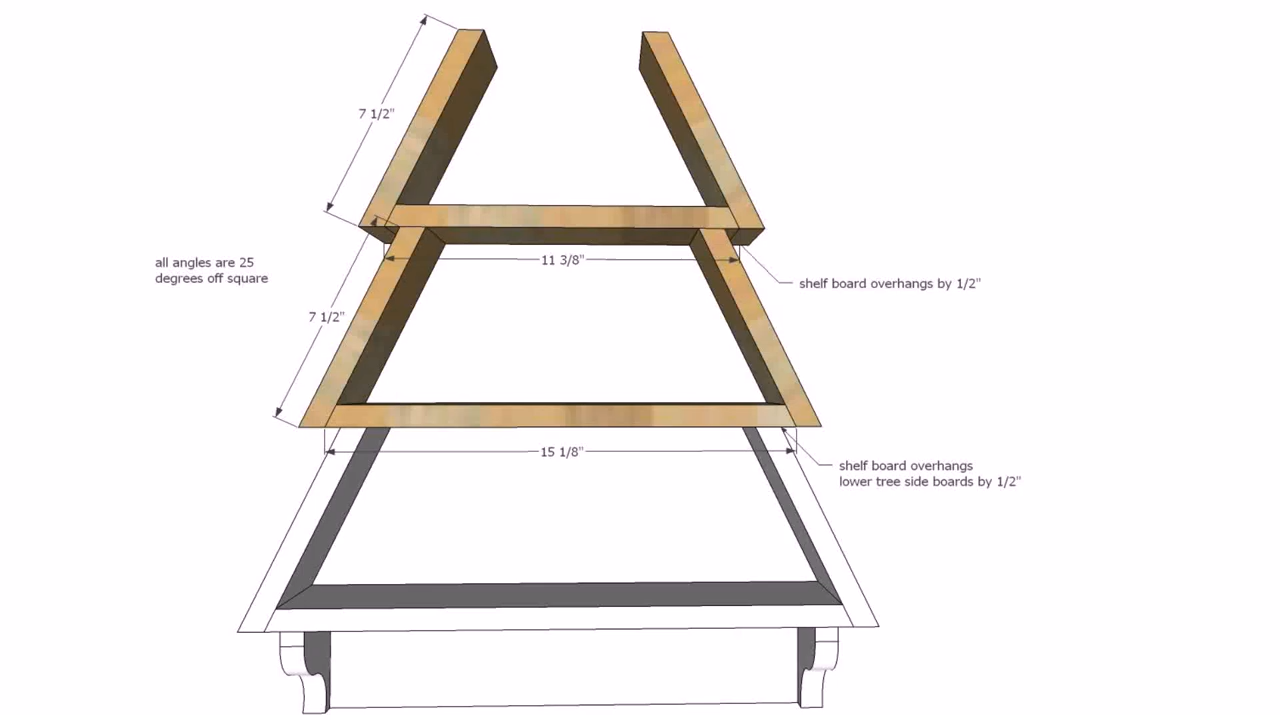 7 1/2"
11 3/8"
all angles are 25
degrees off square
shelf board overhangs by 1/2"
7 1/2"
15 1/8"
shelf board overhangs
lower tree side boards by 1/2"